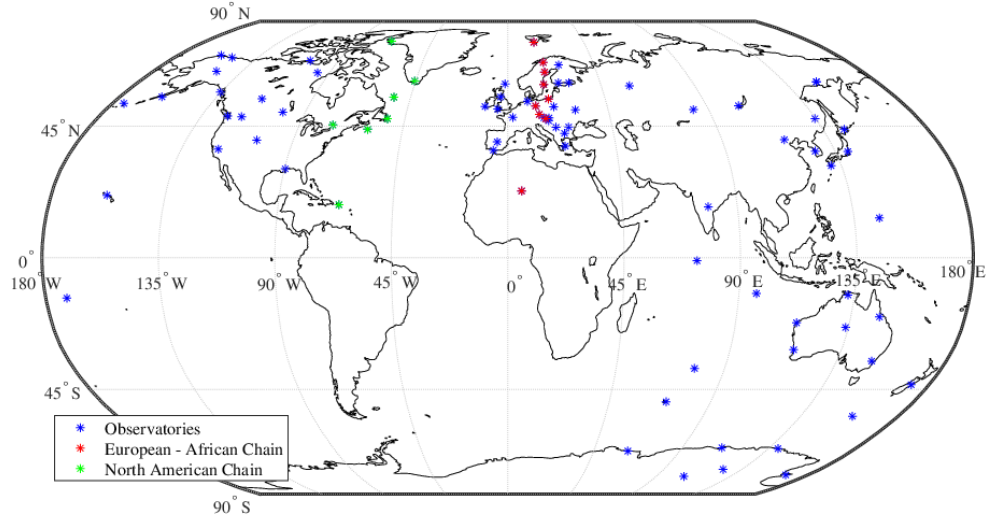 90° N
45° N
0°
180° W
135° W
90° W
45° W
0°
45° E
90° E
135° E
180° E
45° S
Observatories
European - African Chain
North American Chain
90° S